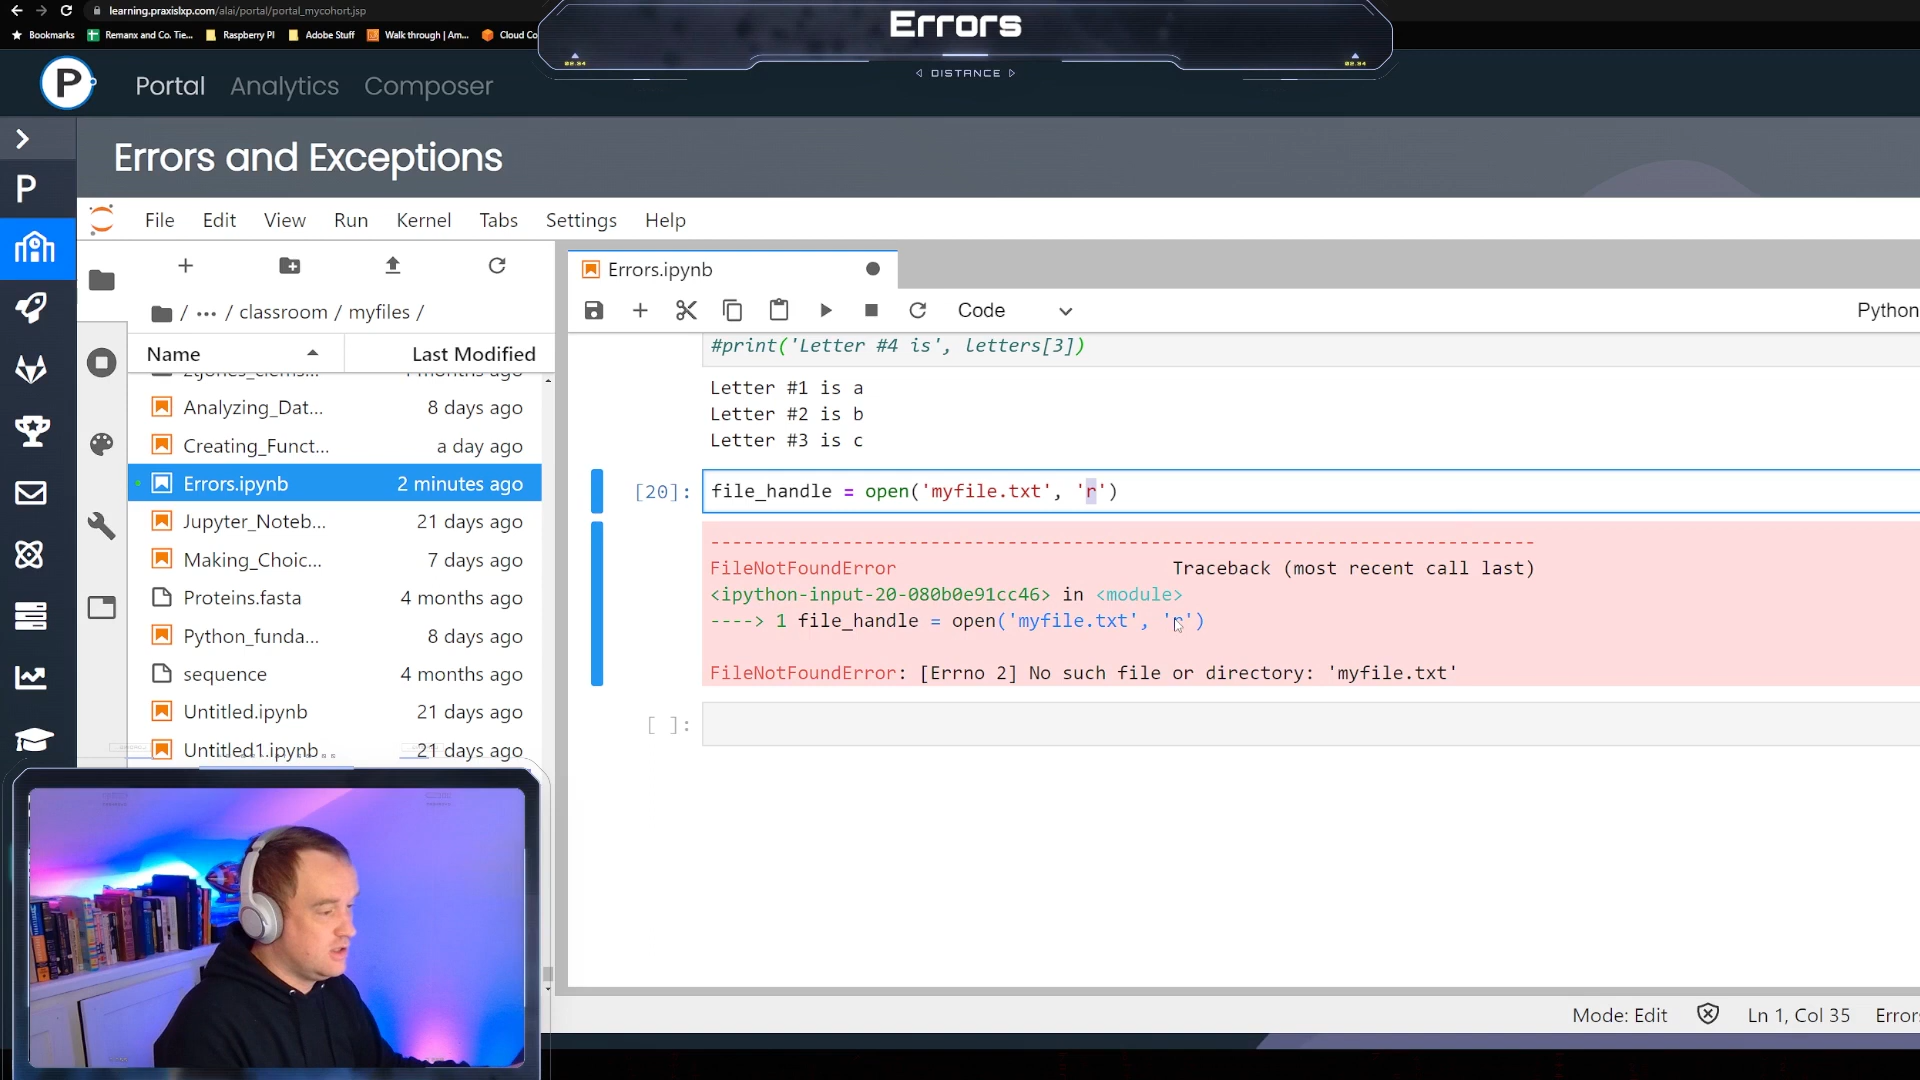 learning.praxislxp.com/alai/portal/portal_mycohort.jsp
Bookmarks Remanx and Co. Tie... Raspberry PI Adobe Stuff Walk through | Am... Cloud Co
Errors
DISTANCE
P Portal Analytics Composer
Errors and Exceptions
P
File Edit View Run Kernel Tabs Settings Help
Errors.ipynb
/ ... / classroom / myfiles /
Code
Python
Name Last Modified
Analyzing_Dat... 8 days ago
Creating_Funct... a day ago
Errors.ipynb 2 minutes ago
Jupyter_Noteb... 21 days ago
Making_Choic... 7 days ago
Proteins.fasta 4 months ago
Python_funda... 8 days ago
sequence 4 months ago
Untitled.ipynb 21 days ago
Untitled1.ipynb 21 days ago
#print('Letter #4 is', letters[3])
Letter #1 is a
Letter #2 is b
Letter #3 is c
[20]: file_handle = open('myfile.txt', 'r')
---------------------------------------------------------------------------
FileNotFoundError Traceback (most recent call last)
<ipython-input-20-080b0e91cc46> in <module>
----> 1 file_handle = open('myfile.txt', 'r')
FileNotFoundError: [Errno 2] No such file or directory: 'myfile.txt'
[ ]:
Mode: Edit Ln 1, Col 35 Error